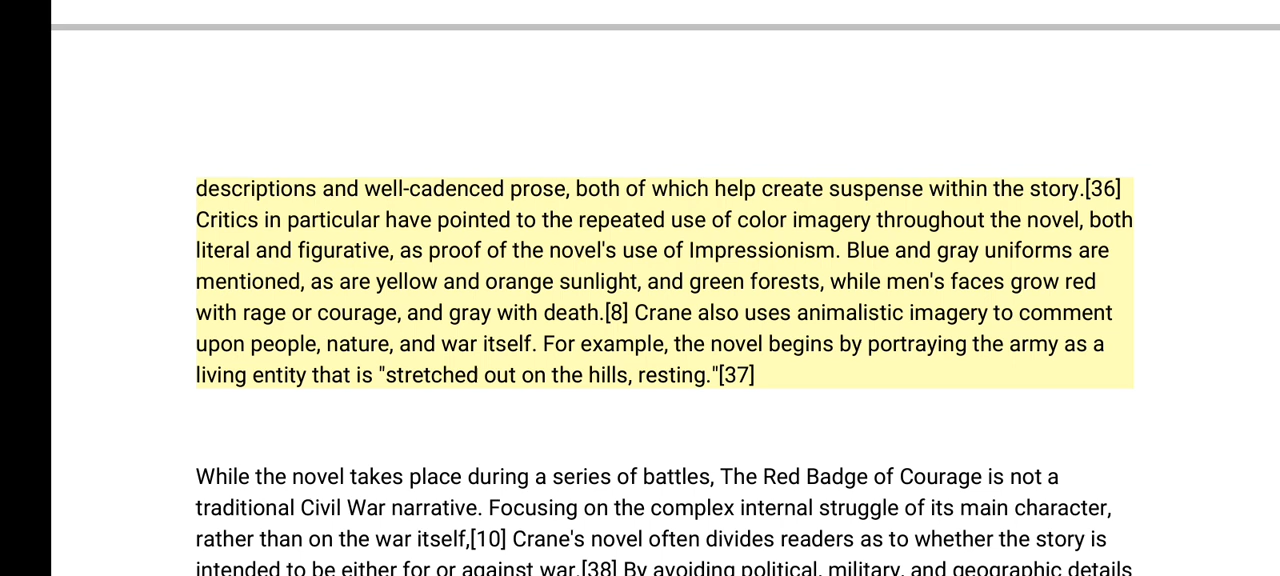 descriptions and well-cadenced prose, both of which help create suspense within the story.[36]
Critics in particular have pointed to the repeated use of color imagery throughout the novel, both
literal and figurative, as proof of the novel's use of Impressionism. Blue and gray uniforms are
mentioned, as are yellow and orange sunlight, and green forests, while men's faces grow red
with rage or courage, and gray with death.[8] Crane also uses animalistic imagery to comment
upon people, nature, and war itself. For example, the novel begins by portraying the army as a
living entity that is "stretched out on the hills, resting."[37]
While the novel takes place during a series of battles, The Red Badge of Courage is not a
traditional Civil War narrative. Focusing on the complex internal struggle of its main character,
rather than on the war itself,[10] Crane's novel often divides readers as to whether the story is
intended to be either for or against war.[38] By avoiding political, military, and geographic details